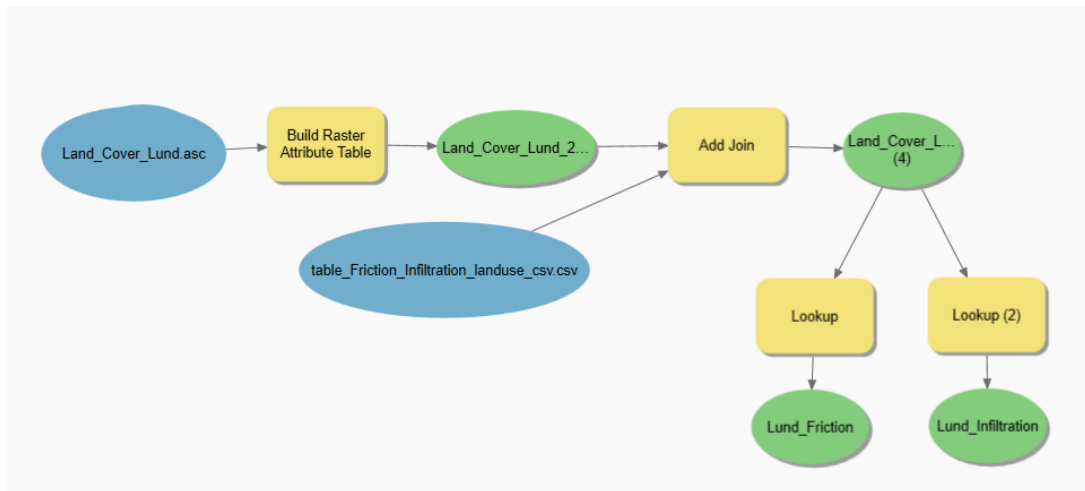 Land_Cover_Lund.asc
Build Raster
Attribute Table
Land_Cover_Lund_2...
Add Join
Land_Cover_L...
(4)
table_Friction_Infiltration_landuse_csv.csv
Lookup
Lookup (2)
Lund_Friction
Lund_Infiltration